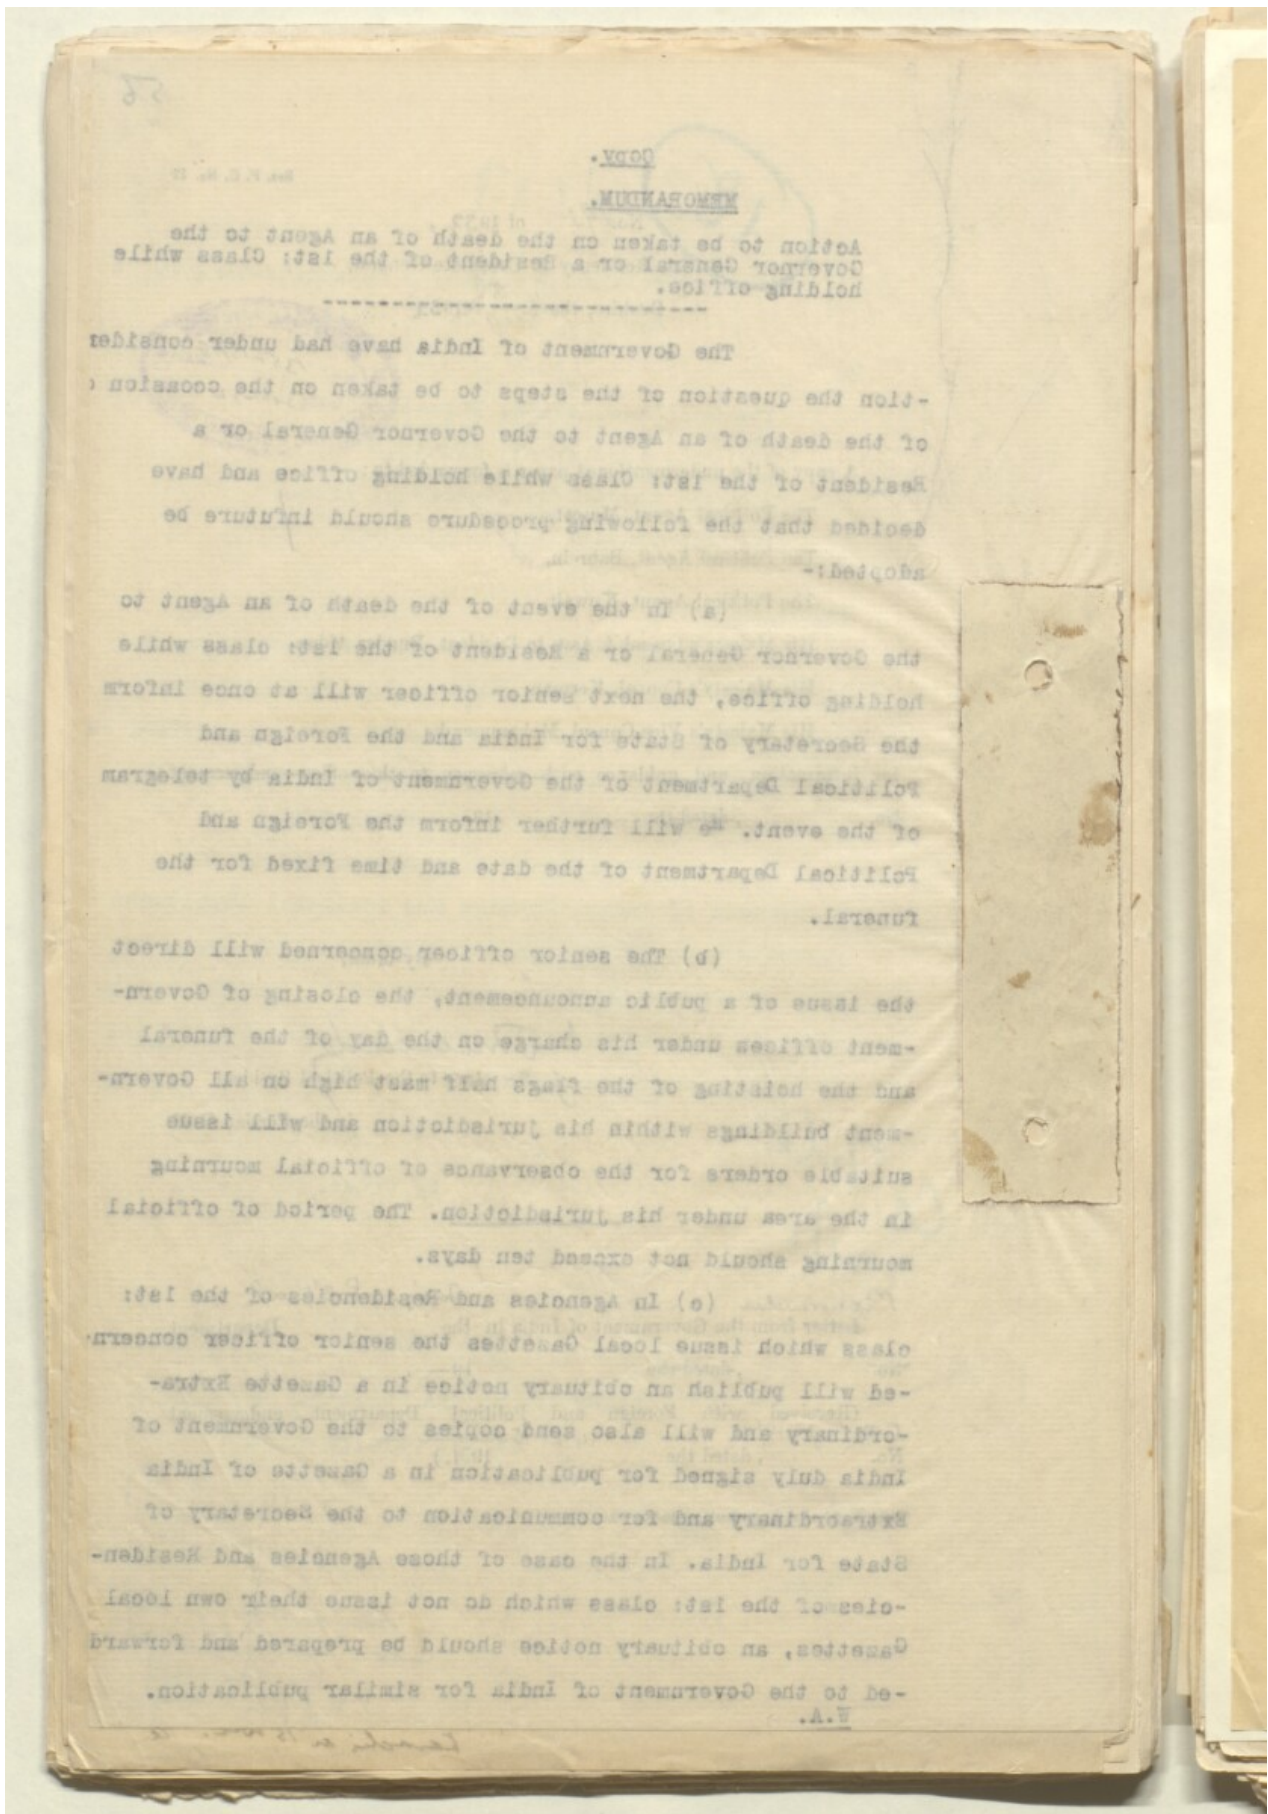 56
Copy.
MEMORANDUM.
Action to be taken on the death of an Agent to the
Governor General or a Resident of the 1st: Class while
holding office.
The Government of India have had under consider
-tion the question of the steps to be taken on the occasion
of the death of an Agent to the Governor General or a
Resident of the 1st: Class while holding office and have
decided that the following procedure should infuture be
adopted:-
(a) In the event of the death of an Agent to
the Governor General or a Resident of the 1st: class while
holding office, the next senior officer will at once inform
the Secretary of State for India and the Foreign and
Political Department of the Government of India by telegram
of the event. He will further inform the Foreign and
Political Department of the date and time fixed for the
funeral.
(b) The senior officer concerned will direct
the issue of a public announcement, the closing of Govern-
-ment offices under his charge on the day of the funeral
and the hoisting of the flags half mast high on all Govern-
-ment buildings within his jurisdiction and will issue
suitable orders for the observance of official mourning
in the area under his jurisdiction. The period of official
mourning should not exceed ten days.
(c) In Agencies and Residencies of the 1st:
class which issue local Gazettes the senior officer concern-
-ed will publish an obituary notice in a Gazette Extra-
-ordinary and will also send copies to the Government of
India duly signed for publication in a Gazette of India
Extraordinary and for communication to the Secretary of
State for India. In the case of those Agencies and Residen-
-cies of the 1st: class which do not issue their own local
Gazettes, an obituary notice should be prepared and forward
-ed to the Government of India for similar publication.
W.A.